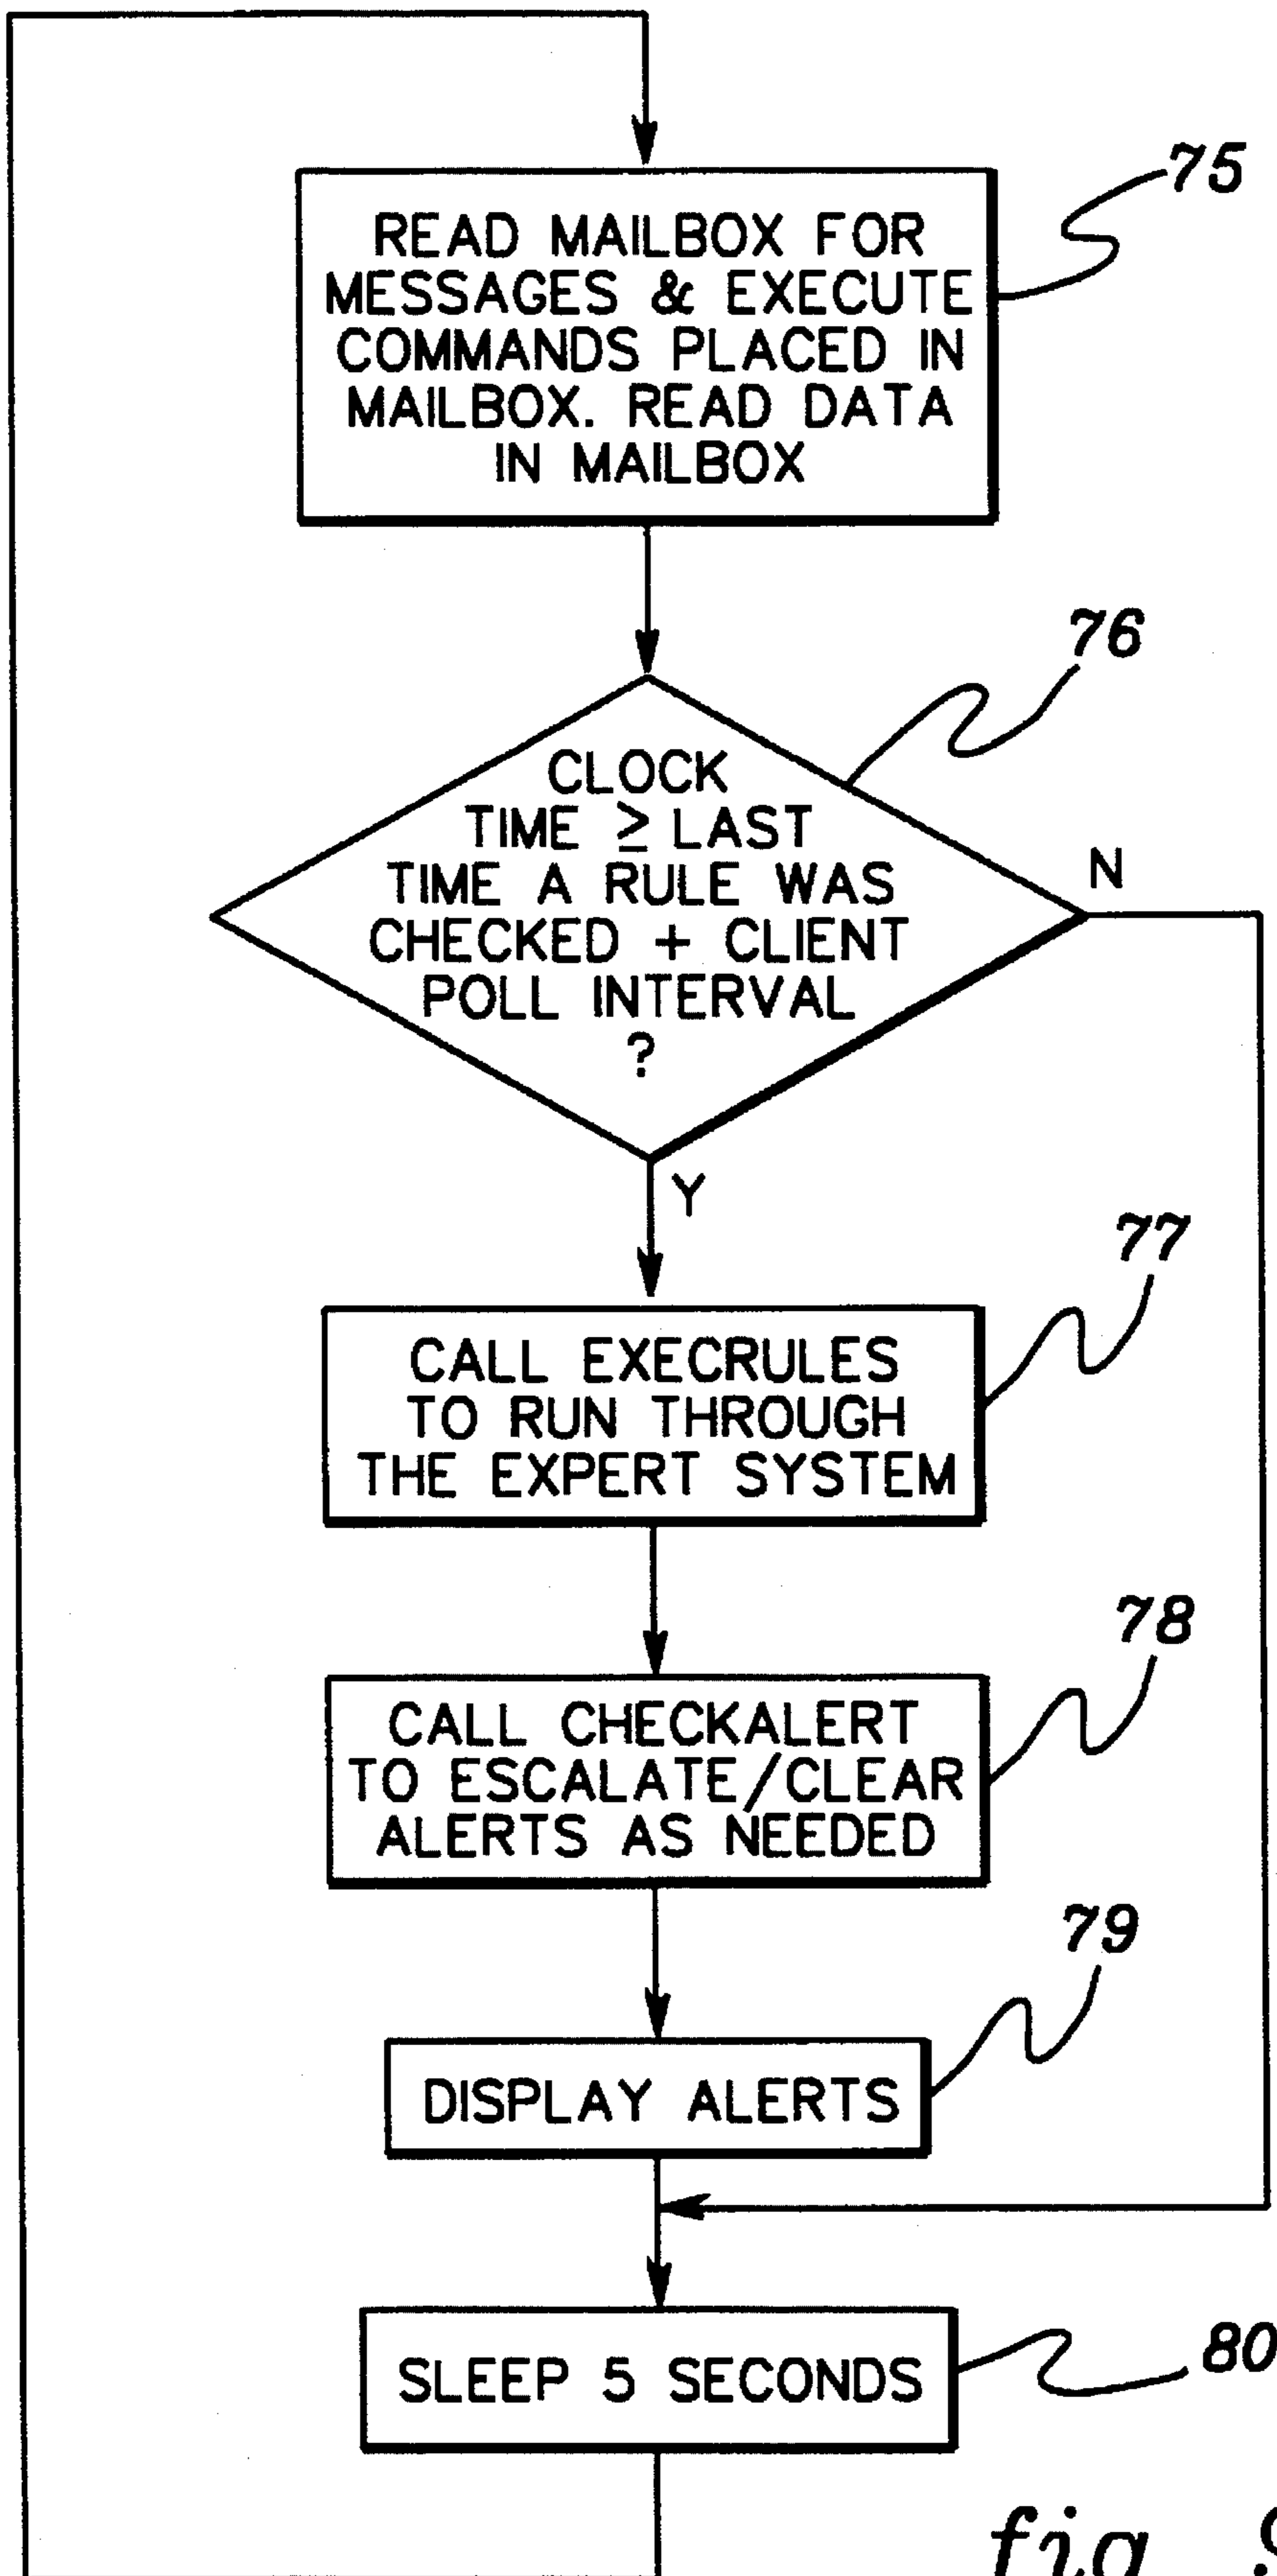 75
READ MAILBOX FOR
MESSAGES & EXECUTE
COMMANDS PLACED IN
MAILBOX. READ DATA
IN MAILBOX
76
CLOCK
TIME ≥ LAST
TIME A RULE WAS
CHECKED + CLIENT
POLL INTERVAL
?
N
Y
77
CALL EXECRULES
TO RUN THROUGH
THE EXPERT SYSTEM
78
CALL CHECKALERT
TO ESCALATE/CLEAR
ALERTS AS NEEDED
79
DISPLAY ALERTS
80
SLEEP 5 SECONDS
fig